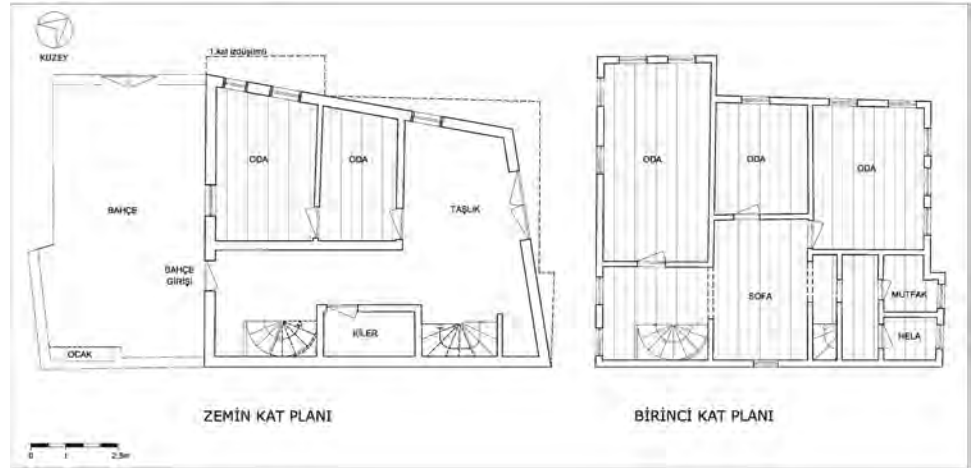 KUZEY
1.kat izdüşümü
ODA
ODA
TAŞLIK
BAHÇE
BAHÇE
GİRİŞİ
KİLER
OCAK
ODA
ODA
ODA
SOFA
MUTFAK
HELA
ZEMİN KAT PLANI
BİRİNCİ KAT PLANI
0 1 2,5m